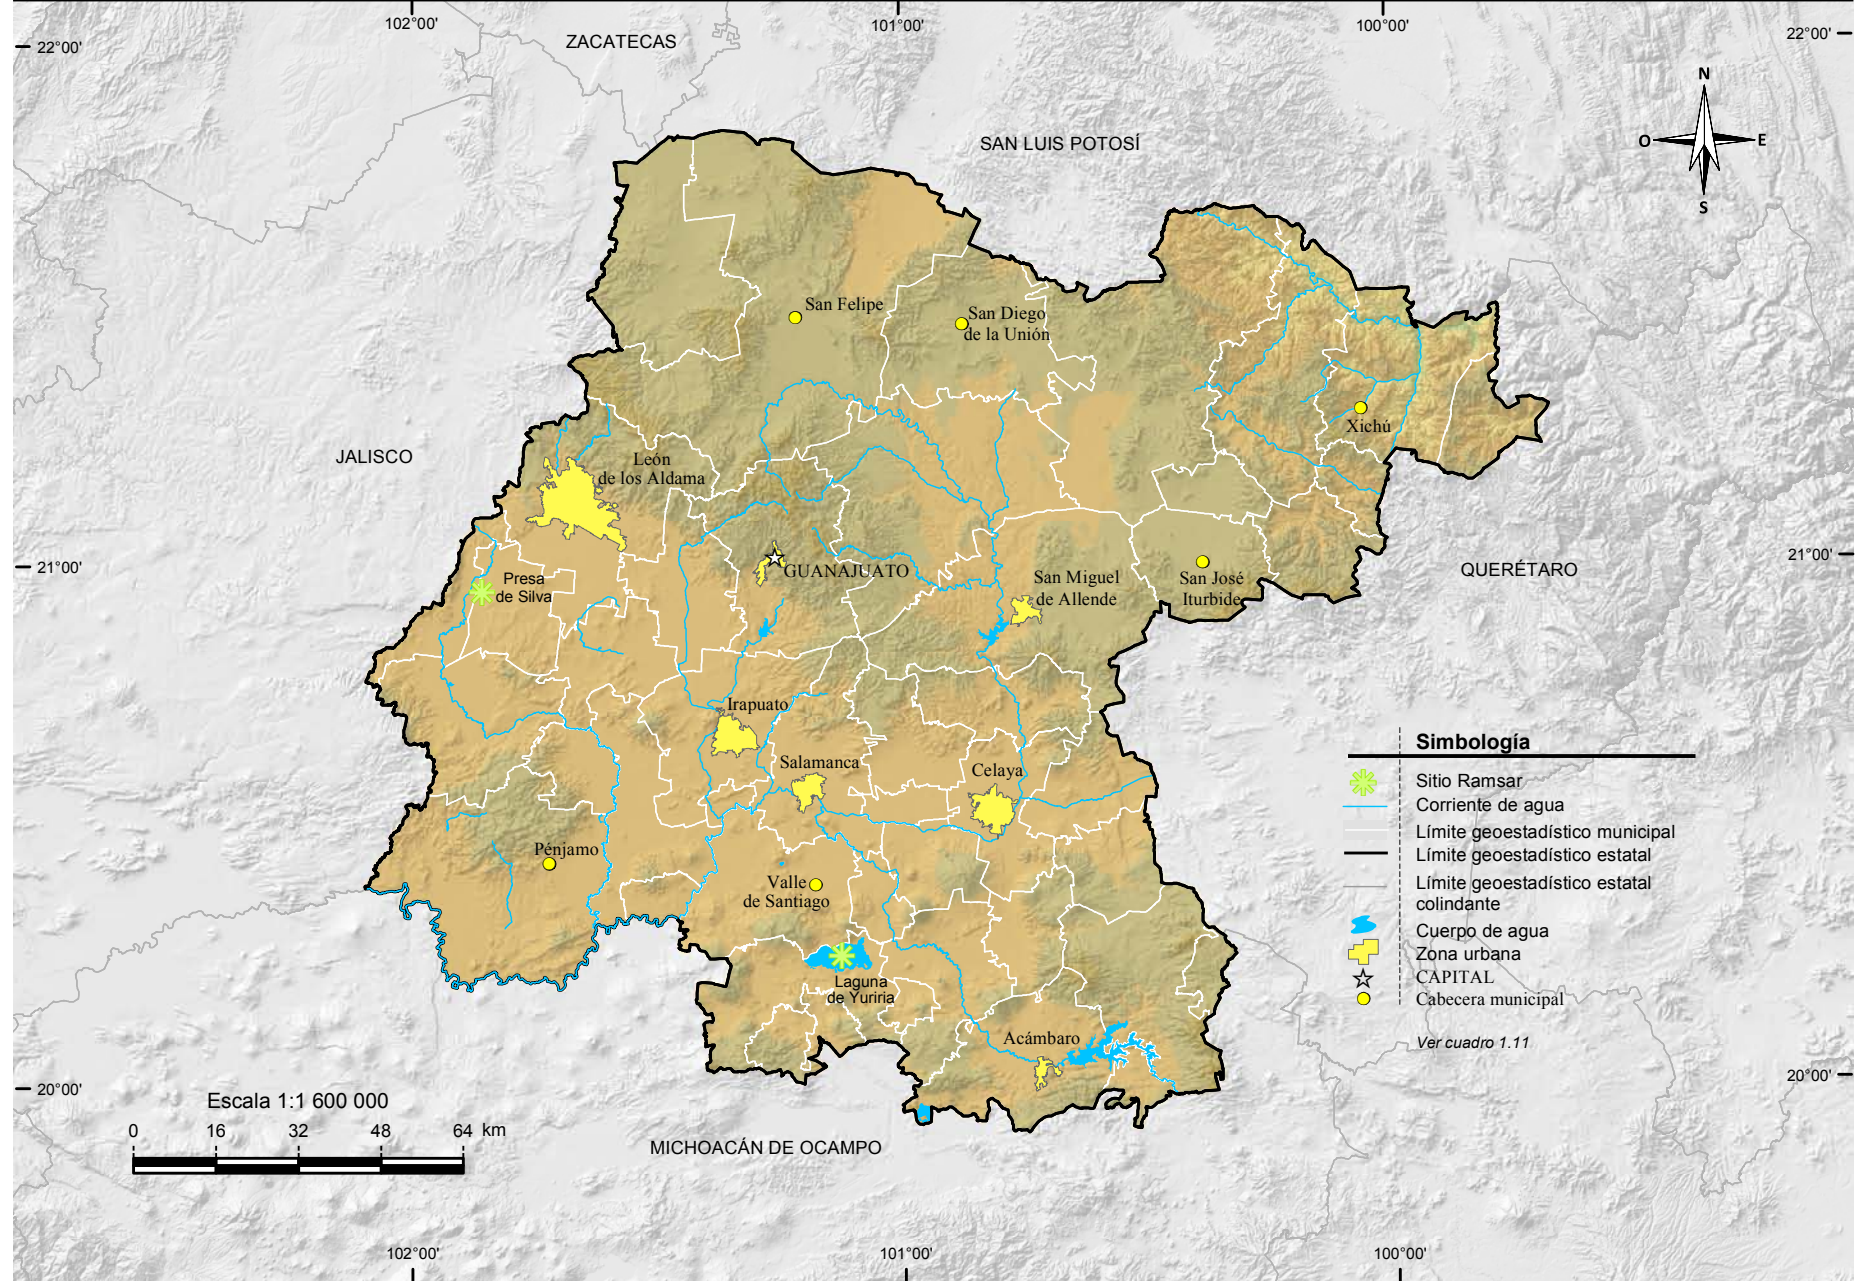 102°00'
101°00'
100°00'
22°00'
22°00'
ZACATECAS
SAN LUIS POTOSÍ
N
O
E
S
San Felipe
San Diego
de la Unión
Xichú
JALISCO
León
de los Aldama
21°00'
21°00'
Presa
de Silva
GUANAJUATO
San Miguel
de Allende
San José
Iturbide
QUERÉTARO
Irapuato
Salamanca
Celaya
Pénjamo
Valle
de Santiago
Laguna
de Yuriria
Acámbaro
Simbología
Sitio Ramsar
Corriente de agua
Límite geoestadístico municipal
Límite geoestadístico estatal
Límite geoestadístico estatal
colindante
Cuerpo de agua
Zona urbana
CAPITAL
Cabecera municipal
Ver cuadro 1.11
20°00'
20°00'
Escala 1:1 600 000
0 16 32 48 64 km
MICHOACÁN DE OCAMPO
102°00'
101°00'
100°00'